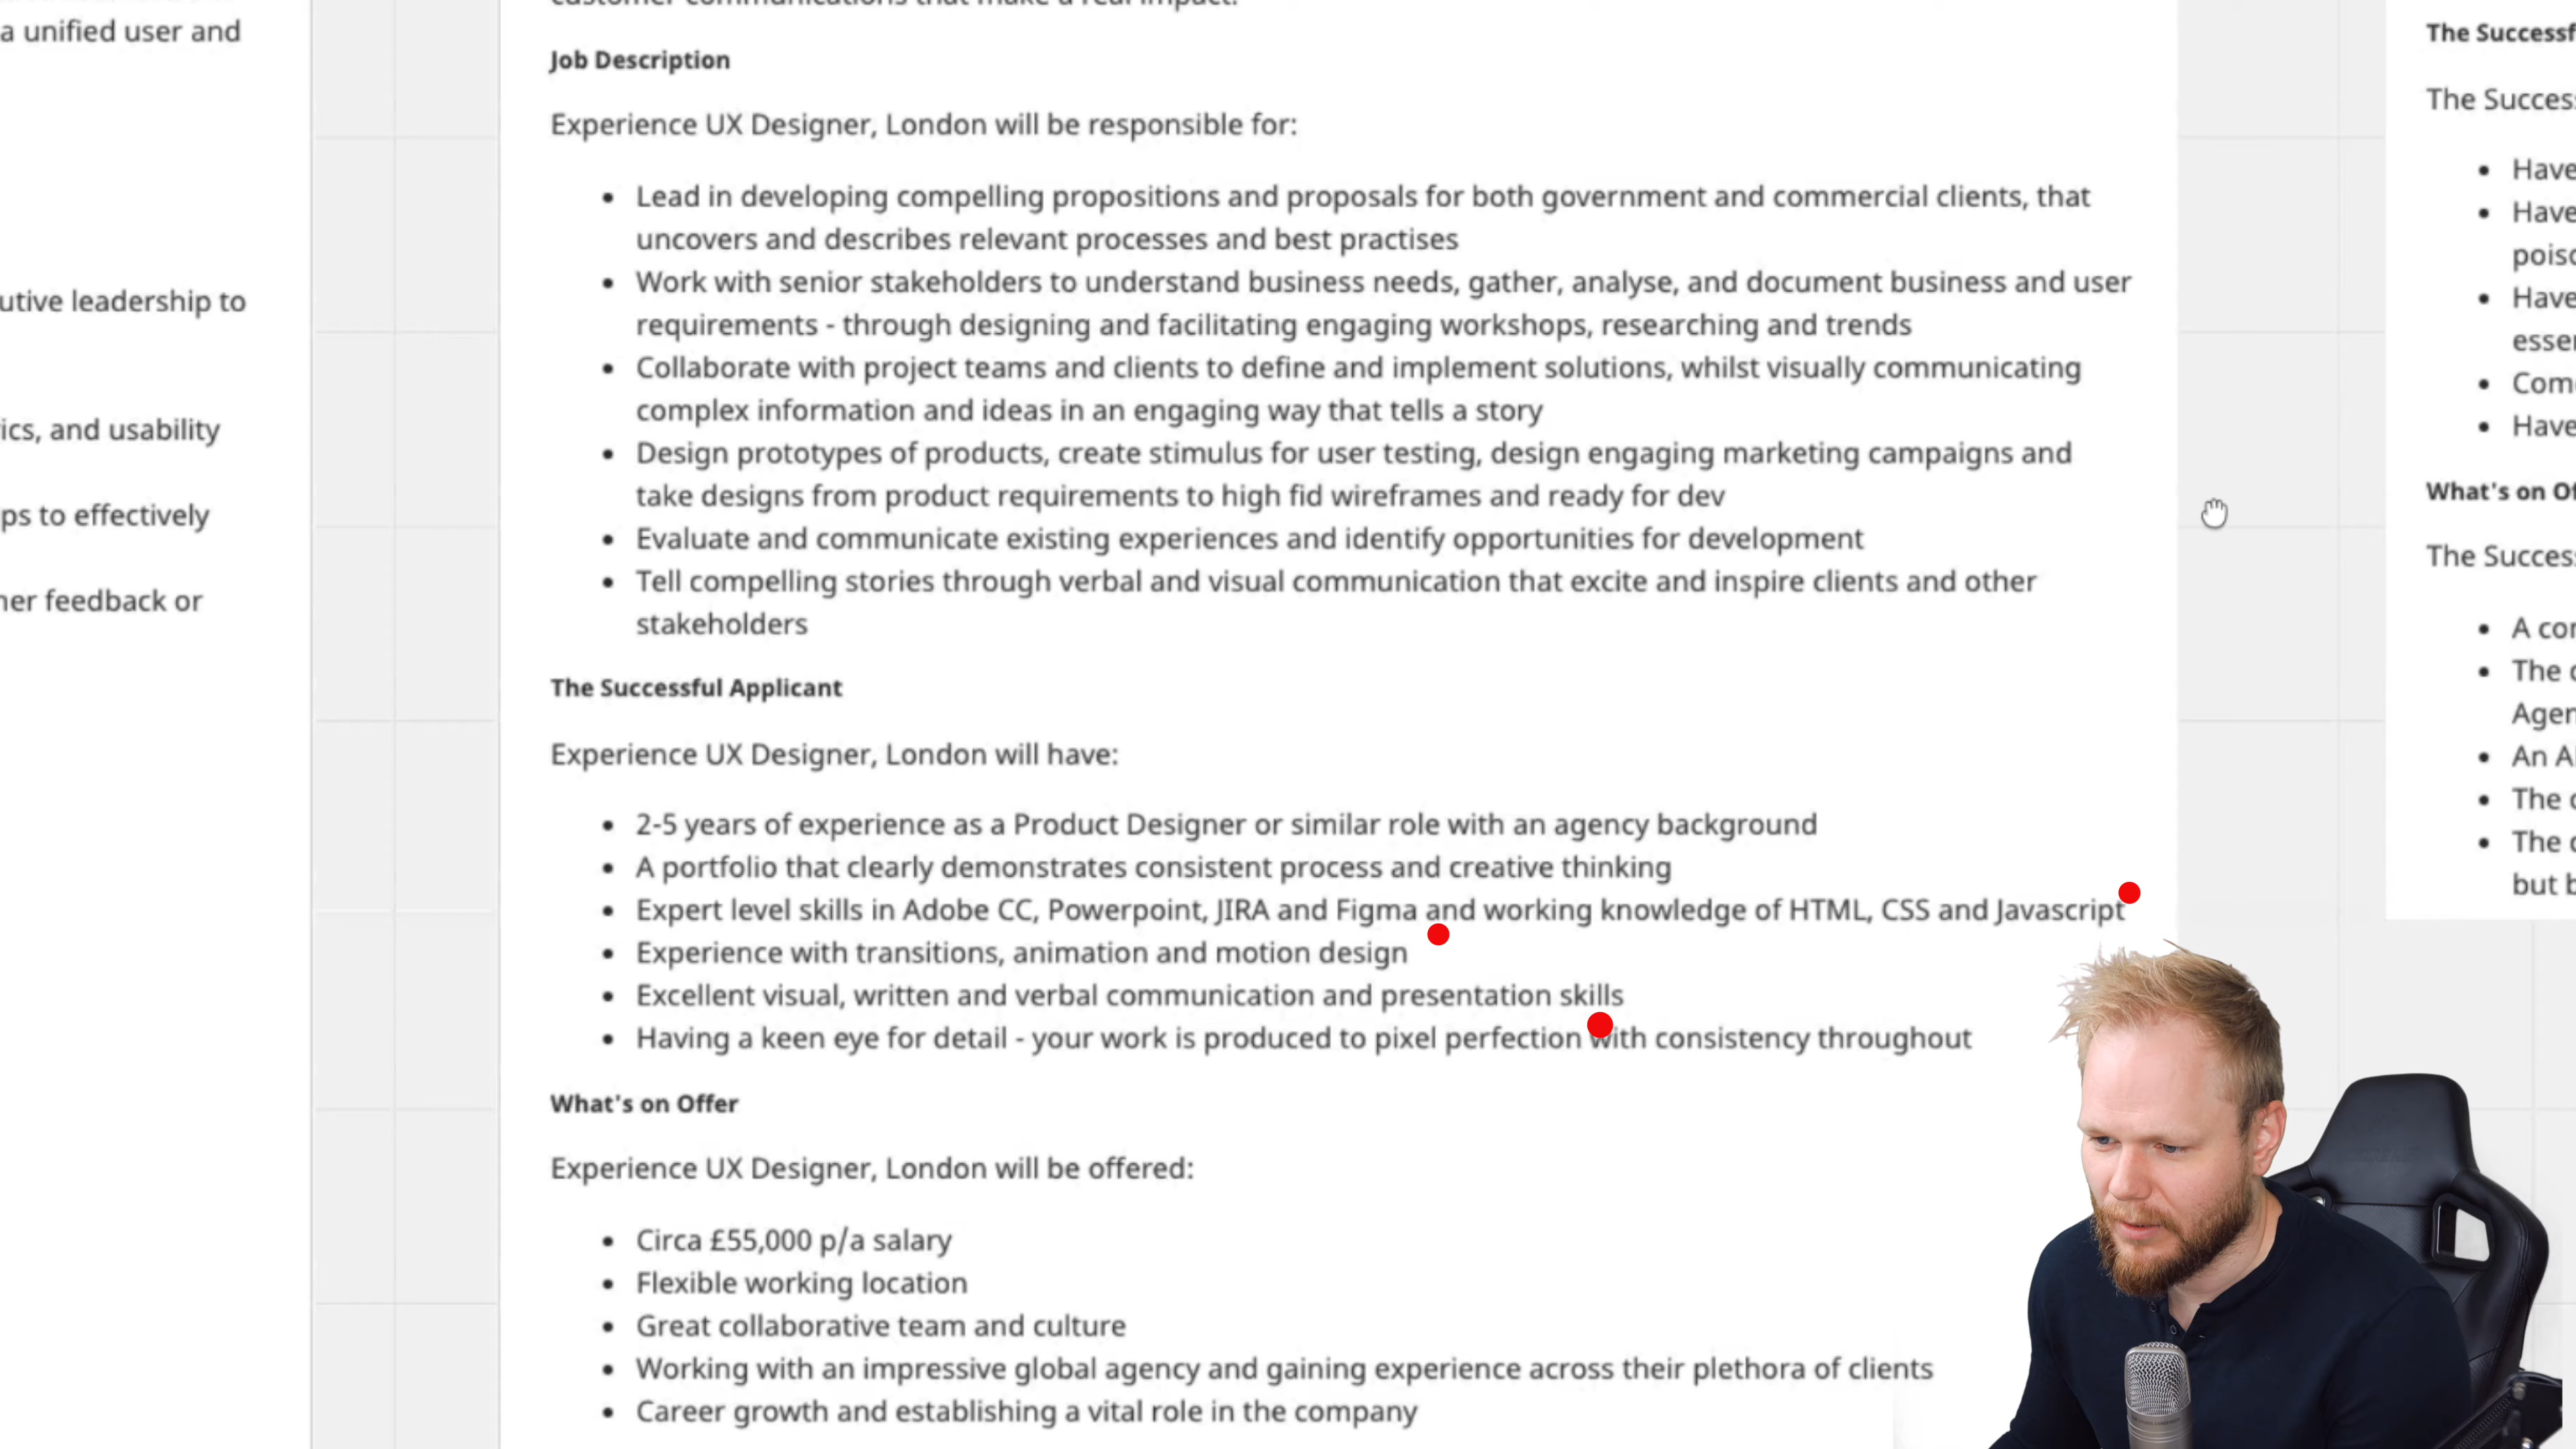 a unified user and
utive leadership to
ics, and usability
ps to effectively
her feedback or
customer communications that make a real impact.
Job Description
Experience UX Designer, London will be responsible for:
• Lead in developing compelling propositions and proposals for both government and commercial clients, that
uncovers and describes relevant processes and best practises
• Work with senior stakeholders to understand business needs, gather, analyse, and document business and user
requirements - through designing and facilitating engaging workshops, researching and trends
• Collaborate with project teams and clients to define and implement solutions, whilst visually communicating
complex information and ideas in an engaging way that tells a story
• Design prototypes of products, create stimulus for user testing, design engaging marketing campaigns and
take designs from product requirements to high fid wireframes and ready for dev
• Evaluate and communicate existing experiences and identify opportunities for development
• Tell compelling stories through verbal and visual communication that excite and inspire clients and other
stakeholders
The Successful Applicant
Experience UX Designer, London will have:
• 2-5 years of experience as a Product Designer or similar role with an agency background
• A portfolio that clearly demonstrates consistent process and creative thinking
• Expert level skills in Adobe CC, Powerpoint, JIRA and Figma and working knowledge of HTML, CSS and Javascript
• Experience with transitions, animation and motion design
• Excellent visual, written and verbal communication and presentation skills
• Having a keen eye for detail - your work is produced to pixel perfection with consistency throughout
What's on Offer
Experience UX Designer, London will be offered:
• Circa £55,000 p/a salary
• Flexible working location
• Great collaborative team and culture
• Working with an impressive global agency and gaining experience across their plethora of clients
• Career growth and establishing a vital role in the company
The Successf
The Success
• Have
• Have
poiso
• Have
essen
• Come
• Have
What's on Of
The Success
• A con
• The
Agen
• An A
• The
• The
but b